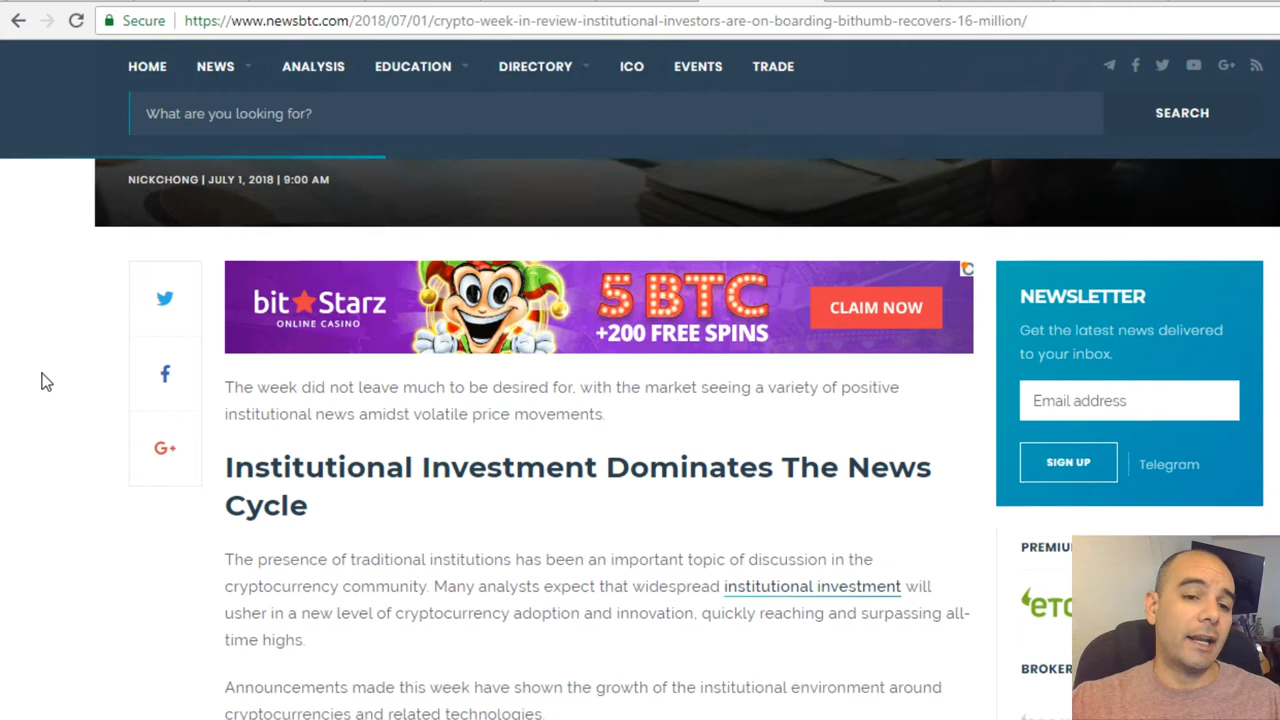 Secure https://www.newsbtc.com/2018/07/01/crypto-week-in-review-institutional-investors-are-on-boarding-bithumb-recovers-16-million/
HOME NEWS ANALYSIS EDUCATION DIRECTORY ICO EVENTS TRADE
What are you looking for? SEARCH
NICKCHONG | JULY 1, 2018 | 9:00 AM
bit Starz
ONLINE CASINO
5 BTC
+200 FREE SPINS
CLAIM NOW
The week did not leave much to be desired for, with the market seeing a variety of positive
institutional news amidst volatile price movements.
Institutional Investment Dominates The News
Cycle
The presence of traditional institutions has been an important topic of discussion in the
cryptocurrency community. Many analysts expect that widespread institutional investment will
usher in a new level of cryptocurrency adoption and innovation, quickly reaching and surpassing all-
time highs.
Announcements made this week have shown the growth of the institutional environment around
cryptocurrencies and related technologies.
NEWSLETTER
Get the latest news delivered
to your inbox.
Email address
SIGN UP Telegram
PREMIU
eTO
BROKER